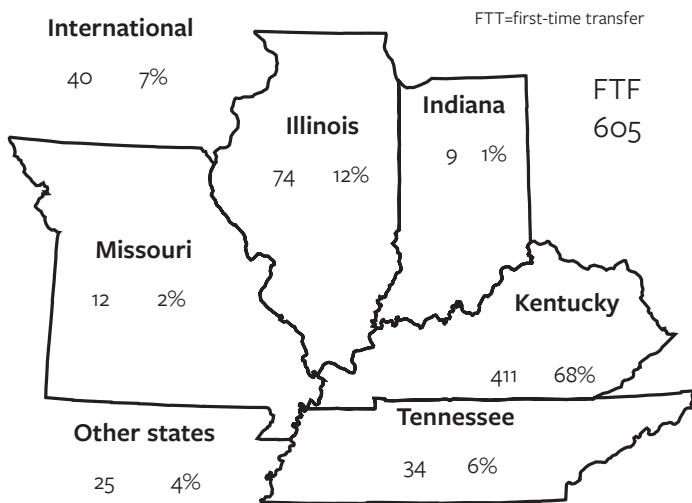 FTT=first-time transfer
International
40 7%
FTF
605
Illinois
74 12%
Indiana
9 1%
Missouri
12 2%
Kentucky
411 68%
Other states
25 4%
Tennessee
34 6%